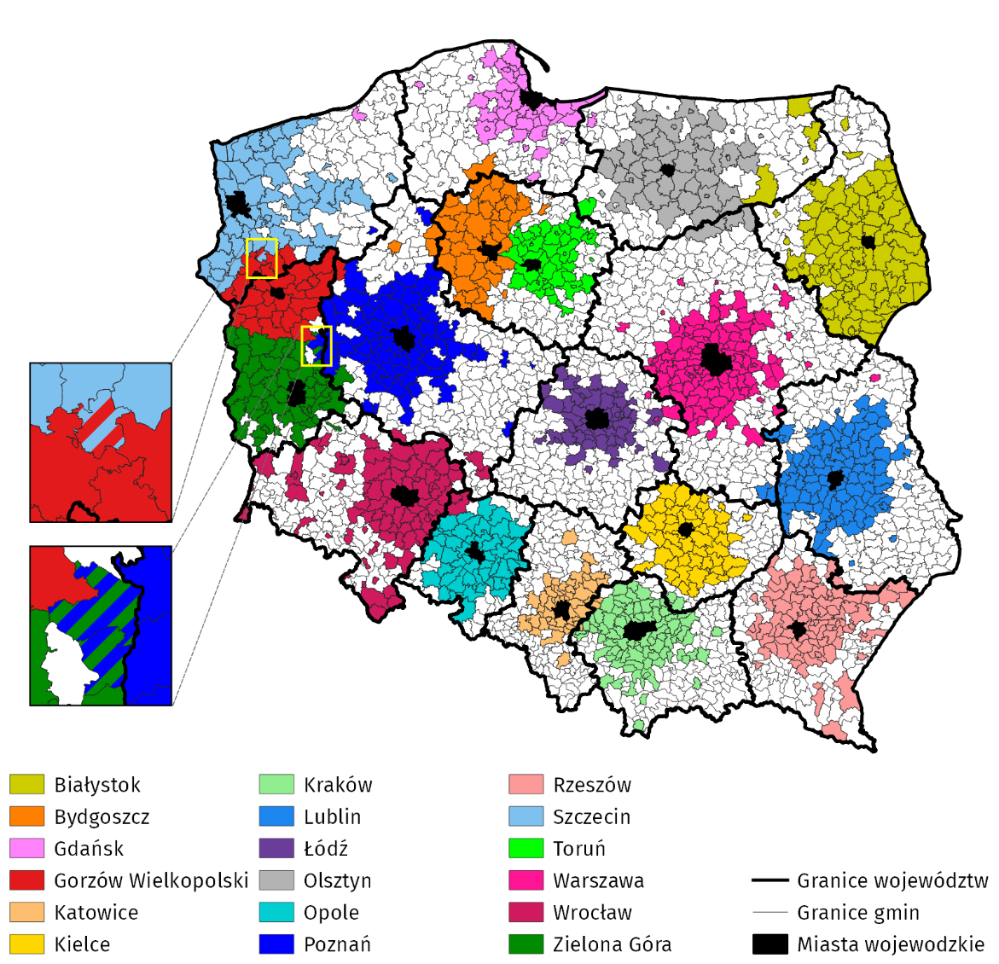 Białystok
Bydgoszcz
Gdańsk
Gorzów Wielkopolski
Katowice
Kielce
Kraków
Lublin
Łódź
Olsztyn
Opole
Poznań
Rzeszów
Szczecin
Toruń
Warszawa
Wrocław
Zielona Góra
Granice województw
Granice gmin
Miasta wojewodzkie